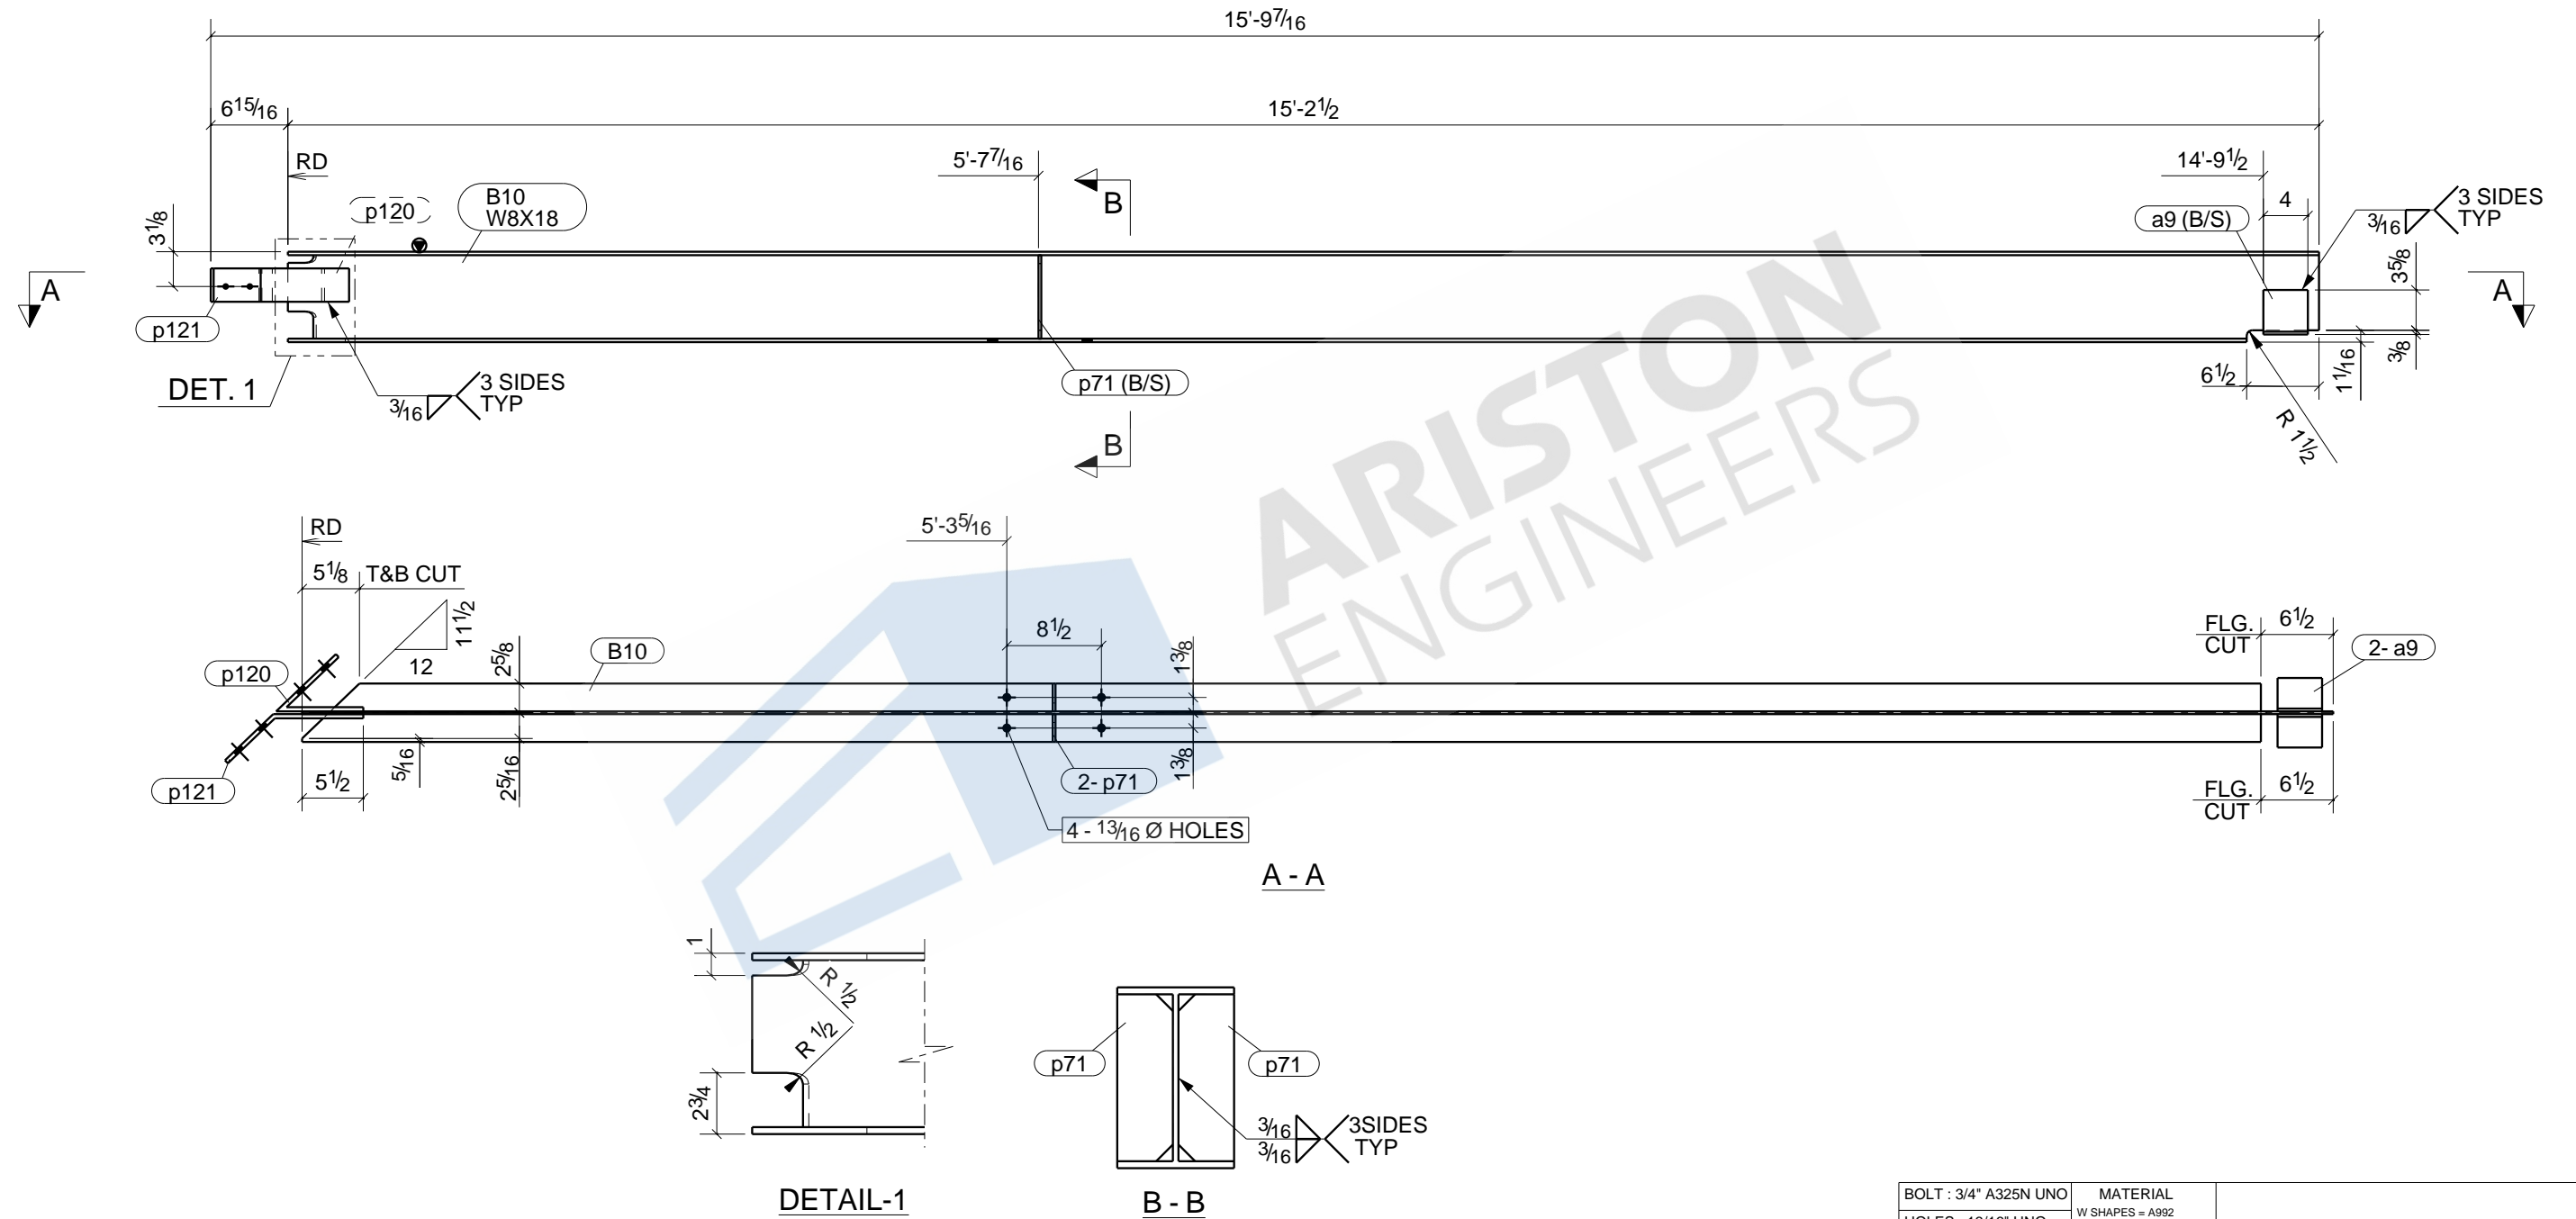 15'-9 7/16
6 15/16
15'-2 1/2
RD
5'-7 7/16
14'-9 1/2
3 1/8
p120
B10
W8X18
B
a9 (B/S)
4
3/16
3 SIDES
TYP
A
3 5/8
A
p121
DET. 1
3/16
3 SIDES
TYP
p71 (B/S)
6 1/2
1 1/16
3/8
R 1 1/2
B
ARISTON
ENGINEERS
RD
5'-3 5/16
5 1/8
T&B CUT
11 1/2
12
p120
2 5/8
B10
8 1/2
1 3/8
FLG.
CUT
6 1/2
2- a9
p121
5 1/2
5/16
2 5/16
2- p71
1 3/8
FLG.
CUT
6 1/2
4 - 13/16 Ø HOLES
A - A
1
R 1/2
R 1/2
2 3/4
p71
p71
3/16
3/16
3SIDES
TYP
DETAIL-1
B - B
BOLT : 3/4" A325N UNO
MATERIAL
W SHAPES = A992